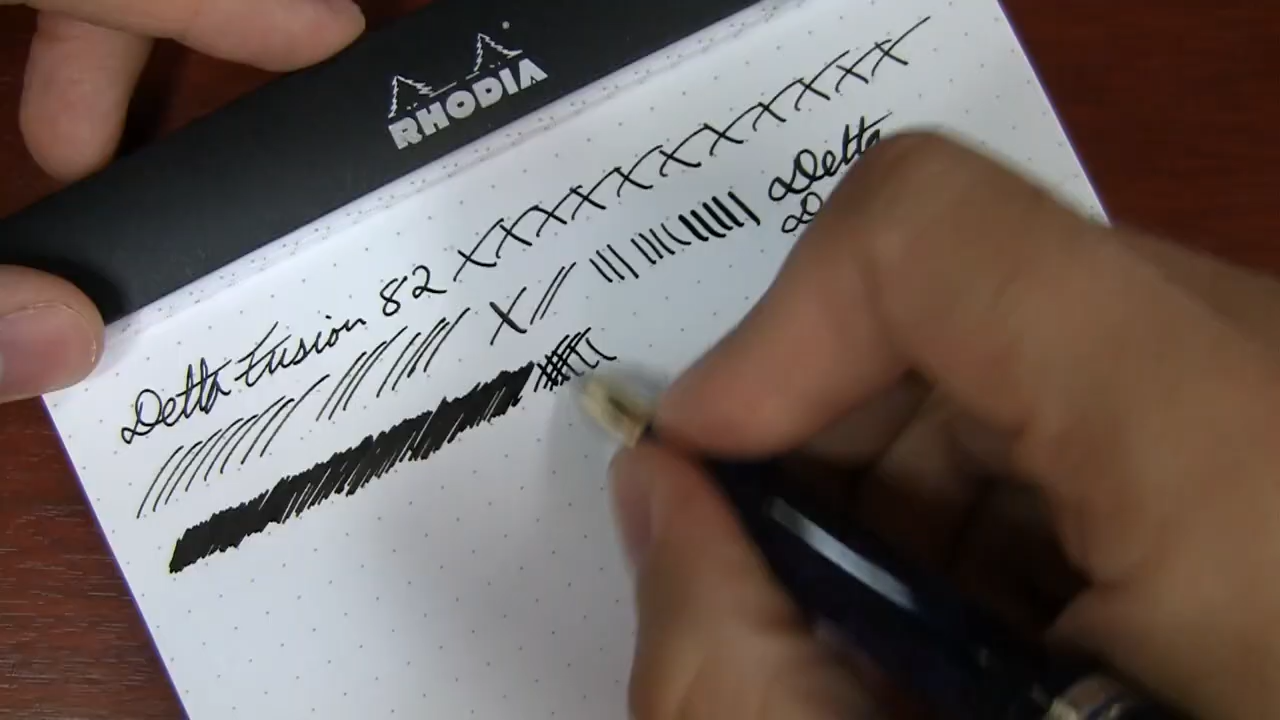 RHODIA
Delta Fusion 82 x x x x x x x x x x x
x
Delta